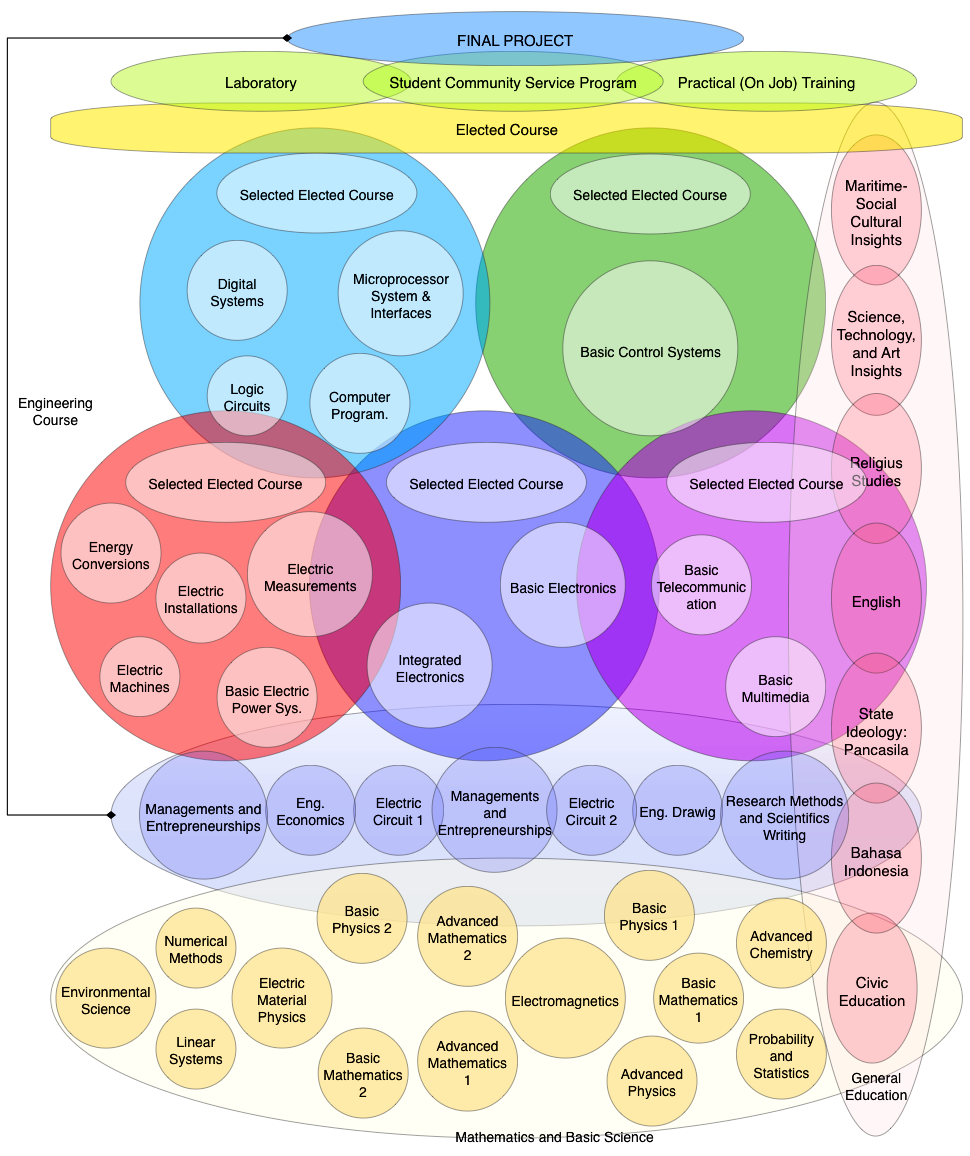 FINAL PROJECT
Laboratory
Student Community Service Program
Practical (On Job) Training
Elected Course
Selected Elected Course
Selected Elected Course
Maritime-
Social
Cultural
Insights
Digital
Systems
Microprocessor
System &
Interfaces
Basic Control Systems
Science,
Technology,
and Art
Insights
Logic
Circuits
Computer
Program.
Engineering
Course
Selected Elected Course
Selected Elected Course
Selected Elected Course
Religius
Studies
Energy
Conversions
Electric
Installations
Electric
Measurements
Basic Electronics
Basic
Telecommunic
ation
English
Electric
Machines
Basic Electric
Power Sys.
Integrated
Electronics
Basic
Multimedia
State
Ideology:
Pancasila
Managements and
Entrepreneurships
Eng.
Economics
Electric
Circuit 1
Managements
and
Entrepreneurships
Electric
Circuit 2
Eng. Drawig
Research Methods
and Scientifics
Writing
Bahasa
Indonesia
Environmental
Science
Numerical
Methods
Linear
Systems
Electric
Material
Physics
Basic
Physics 2
Basic
Mathematics
2
Advanced
Mathematics
2
Advanced
Mathematics
1
Electromagnetics
Basic
Physics 1
Basic
Mathematics
1
Advanced
Physics
Advanced
Chemistry
Probability
and
Statistics
Civic
Education
General
Education
Mathematics and Basic Science